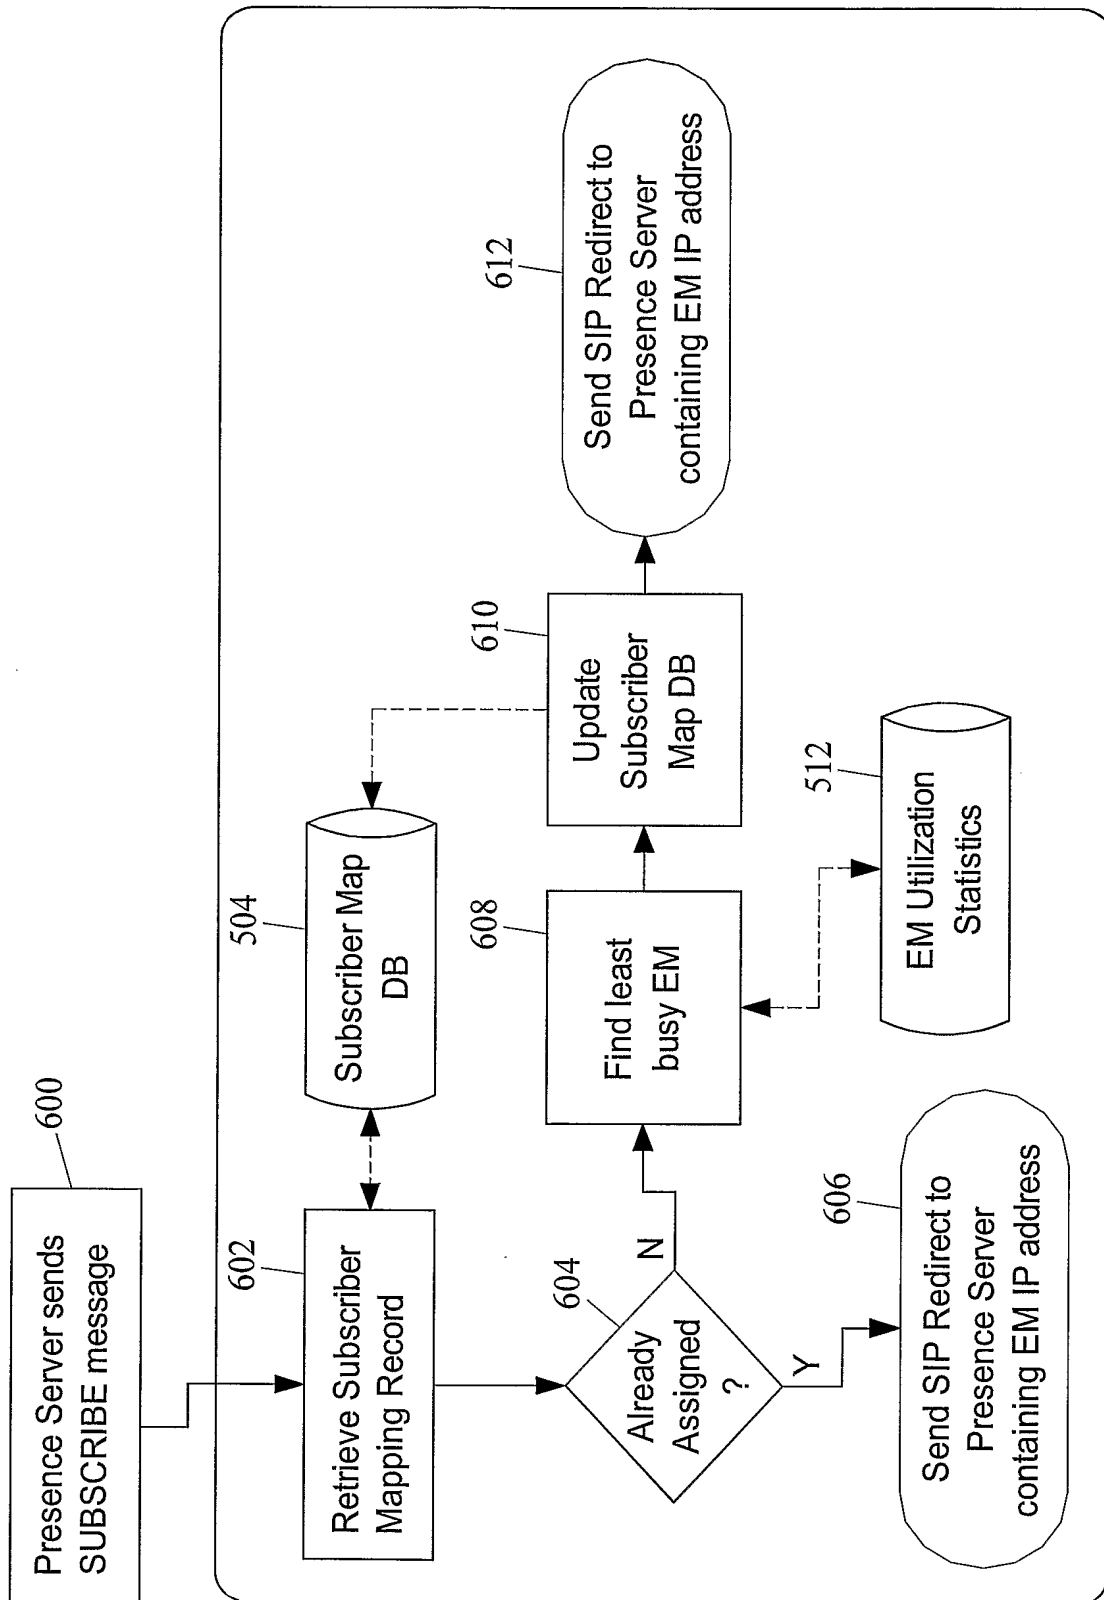 Presence Server sends
SUBSCRIBE message
600
602
Retrieve Subscriber
Mapping Record
504
Subscriber Map
DB
604
Already
Assigned
?
N
Y
608
Find least
busy EM
610
Update
Subscriber
Map DB
612
Send SIP Redirect to
Presence Server
containing EM IP address
606
Send SIP Redirect to
Presence Server
containing EM IP address
512
EM Utilization
Statistics